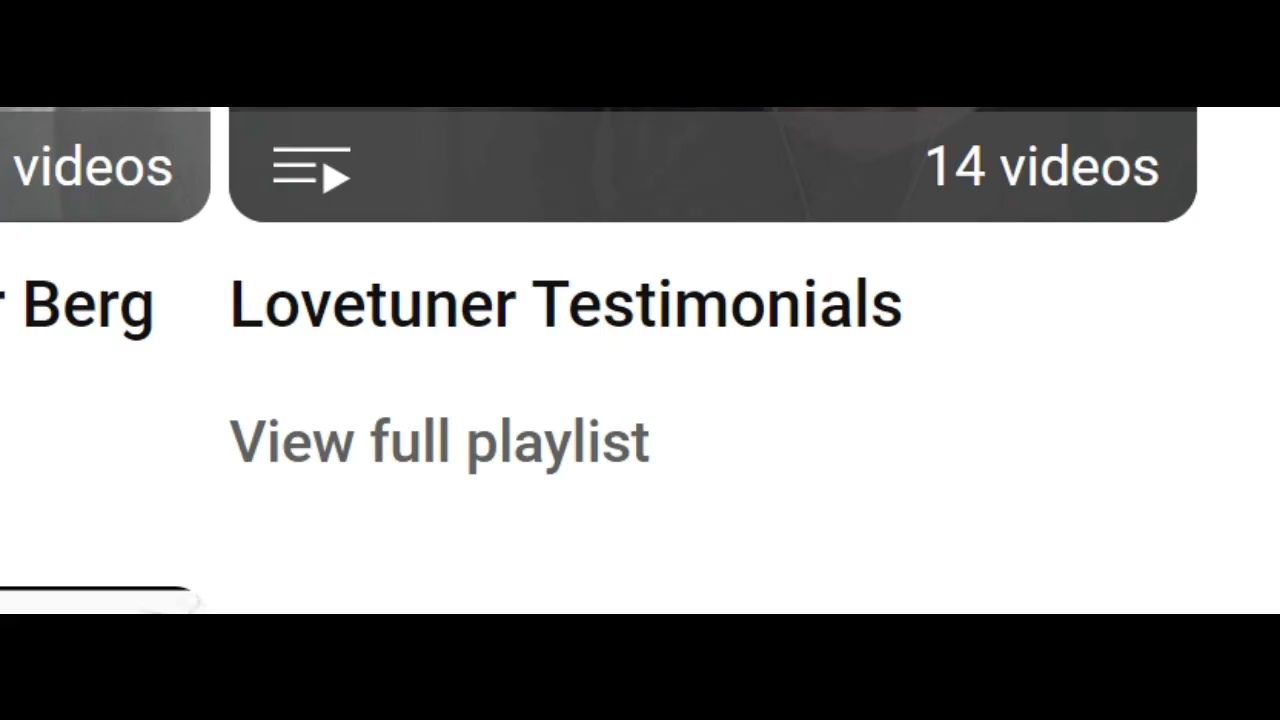 videos
14 videos
Berg
Lovetuner Testimonials
View full playlist